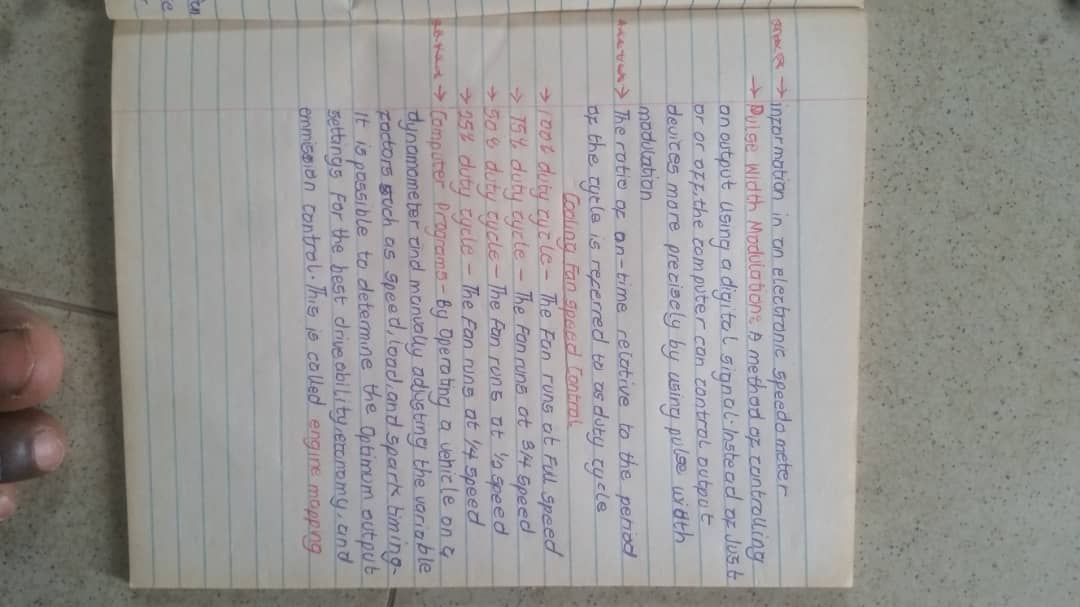 → information in an electronic speedometer
→ Pulse Width Modulation: A method of controlling
an output using a digital signal. Instead of Just
or or off, the computer can control output
devices more precisely by using pulse width
modulation
→ The ratio of on-time relative to the period
of the cycle is referred to as duty cycle
Cooling Fan Speed Control
→ 100% duty cycle - The Fan runs at Full speed
→ 75% duty cycle - The Fan runs at 3/4 speed
→ 50% duty cycle - The Fan runs at 1/2 speed
→ 25% duty cycle - The Fan runs at 1/4 speed
→ Computer Programs - By Operating a vehicle on a
dynamometer and manually adjusting the variable
factors such as speed, load, and spark timing.
It is possible to determine the Optimum output
settings For the best driveability, economy, and
emmission control. This is called engine mapping